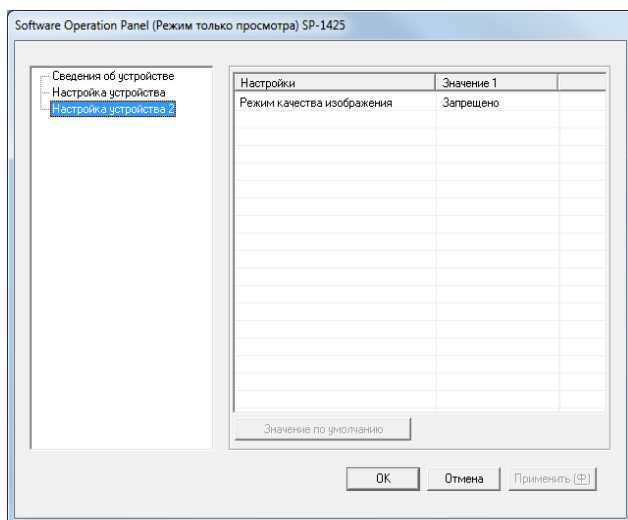 Software Operation Panel (Режим только просмотра) SP-1425
Сведения об устройстве
Настройка устройства
Настройка устройства 2
Настройки Значение 1
Режим качества изображения Запрещено
Значение по умолчанию
OK Отмена Применить (Ф)